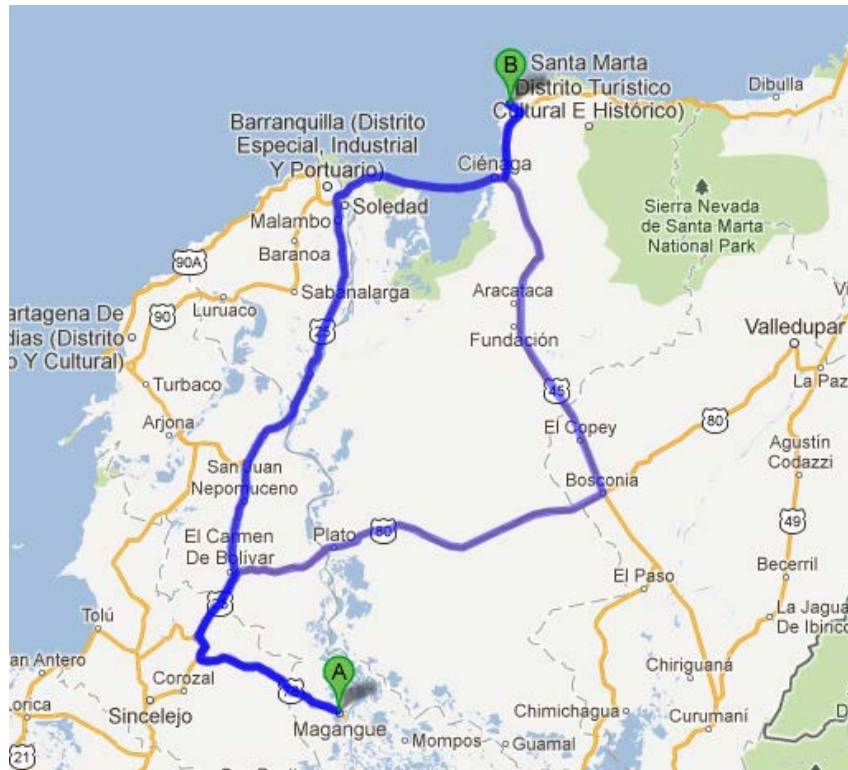 B
Santa Marta
Distrito Turístico
Cultural E Histórico)
Dibulla
Barranquilla (Distrito
Especial, Industrial
Y Portuario)
Ciénaga
Soledad
Malambo
Sierra Nevada
de Santa Marta
National Park
Baranoa
90A
Sabanalarga
Aracataca
Luruaco
90
artagena De
dias (Distrito
o Y Cultural)
25
Fundación
Valledupar
Vi
La Paz
Turbaco
45
80
Arjona
El Copey
Agustín
Codazzi
San Juan
Nepomuceno
Bosconia
49
El Carmen
De Bolívar
Plato
80
El Paso
Becerril
Tolú
La Jagua
De Ibirico
an Antero
Corozal
A
Chiriguaná
orica
Sincelejo
78
Magangue
Chimichagua
Curumaní
Mompos
Guamal
21